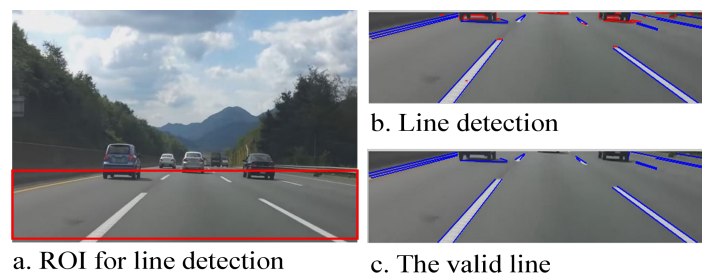 a. ROI for line detection
b. Line detection
c. The valid line